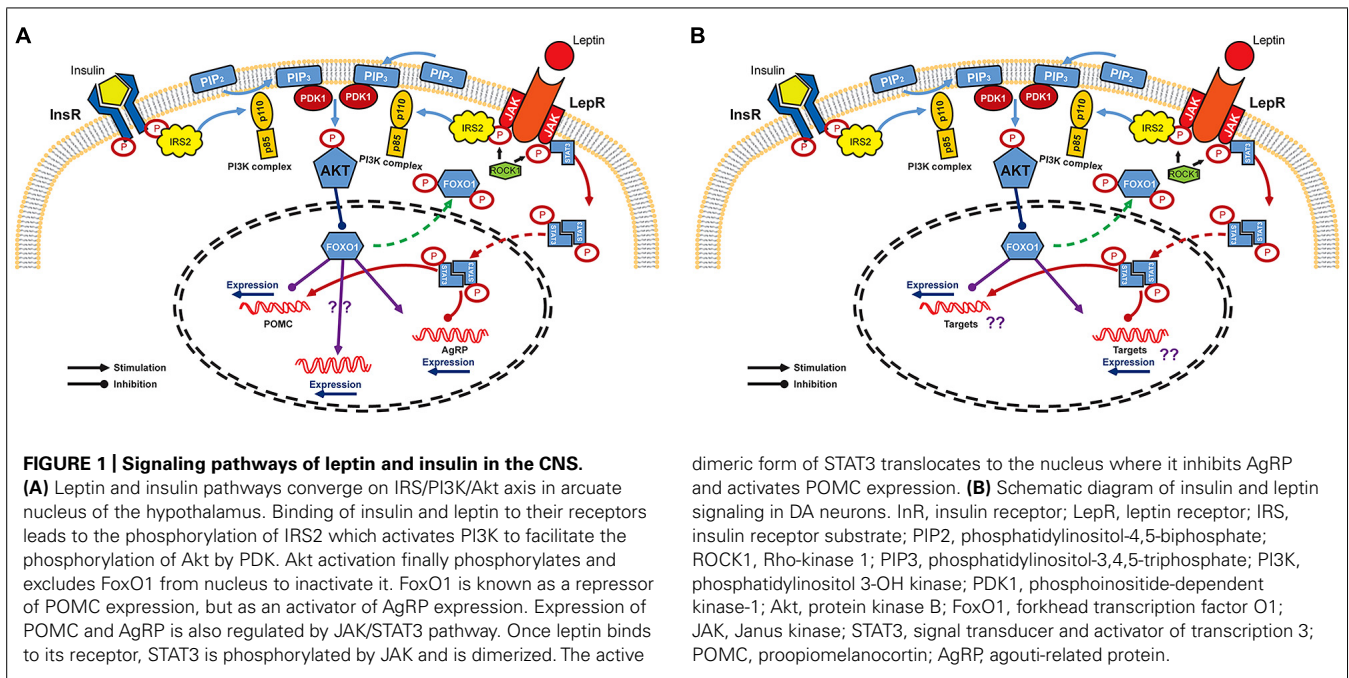 A
Leptin
Insulin
PIP2
PIP3
PIP3
PIP2
PDK1
PDK1
InsR
LepR
JAK
JAK
P
P
IRS2
p110
p85
PI3K complex
p110
p85
PI3K complex
IRS2
P
P
STAT3
ROCK1
P
AKT
P
FOXO1
P
P
STAT3
STAT3
P
FOXO1
P
STAT3
STAT3
P
Expression
POMC
??
AgRP
Expression
Expression
Stimulation
Inhibition
B
Leptin
Insulin
PIP2
PIP3
PIP3
PIP2
PDK1
PDK1
InsR
LepR
JAK
JAK
P
P
IRS2
p110
p85
PI3K complex
p110
p85
PI3K complex
IRS2
P
P
STAT3
ROCK1
P
AKT
P
FOXO1
P
P
STAT3
STAT3
P
FOXO1
P
STAT3
STAT3
P
Expression
Targets ??
Targets ??
Expression
Stimulation
Inhibition
FIGURE 1 | Signaling pathways of leptin and insulin in the CNS.
(A) Leptin and insulin pathways converge on IRS/PI3K/Akt axis in arcuate
nucleus of the hypothalamus. Binding of insulin and leptin to their receptors
leads to the phosphorylation of IRS2 which activates PI3K to facilitate the
phosphorylation of Akt by PDK. Akt activation finally phosphorylates and
excludes FoxO1 from nucleus to inactivate it. FoxO1 is known as a repressor
of POMC expression, but as an activator of AgRP expression. Expression of
POMC and AgRP is also regulated by JAK/STAT3 pathway. Once leptin binds
to its receptor, STAT3 is phosphorylated by JAK and is dimerized. The active
dimeric form of STAT3 translocates to the nucleus where it inhibits AgRP
and activates POMC expression. (B) Schematic diagram of insulin and leptin
signaling in DA neurons. InR, insulin receptor; LepR, leptin receptor; IRS,
insulin receptor substrate; PIP2, phosphatidylinositol-4,5-biphosphate;
ROCK1, Rho-kinase 1; PIP3, phosphatidylinositol-3,4,5-triphosphate; PI3K,
phosphatidylinositol 3-OH kinase; PDK1, phosphoinositide-dependent
kinase-1; Akt, protein kinase B; FoxO1, forkhead transcription factor O1;
JAK, Janus kinase; STAT3, signal transducer and activator of transcription 3;
POMC, proopiomelanocortin; AgRP, agouti-related protein.